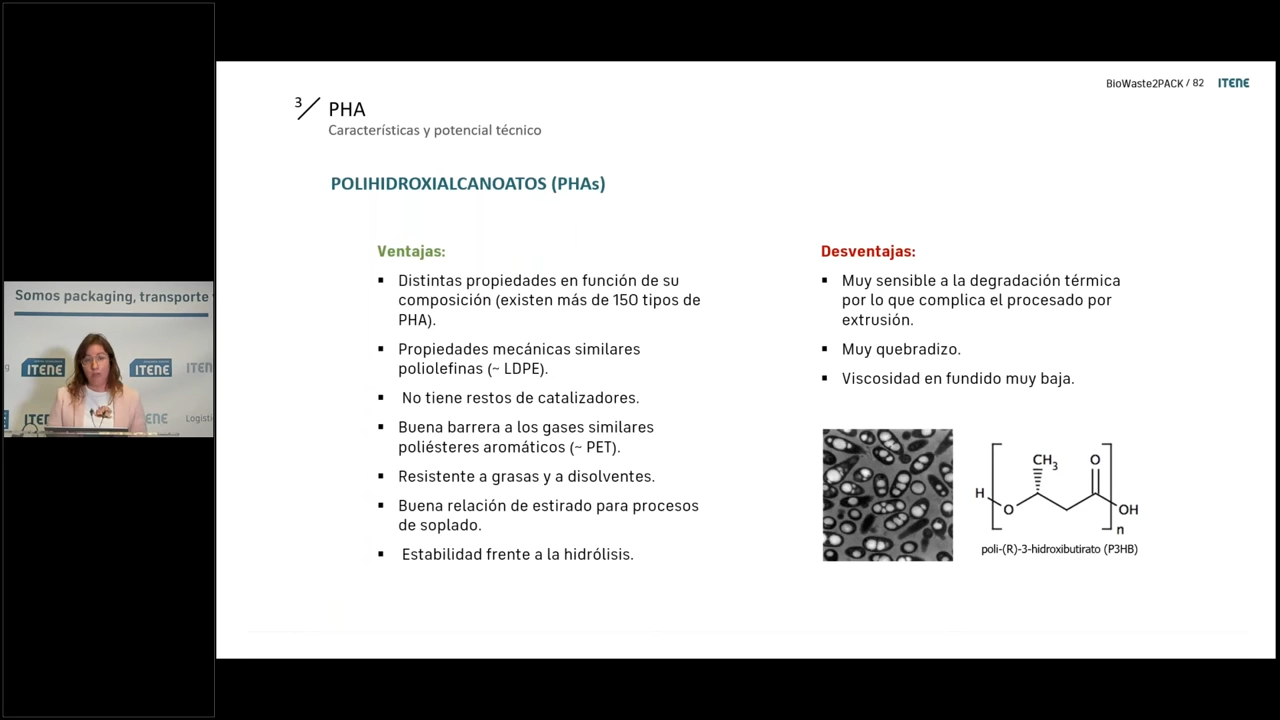 BioWaste2PACK / 82 ITENE
3/ PHA
Características y potencial técnico
POLIHIDROXIALCANOATOS (PHAs)
Ventajas:
▪ Distintas propiedades en función de su
composición (existen más de 150 tipos de
PHA).
▪ Propiedades mecánicas similares
poliolefinas (~ LDPE).
▪ No tiene restos de catalizadores.
▪ Buena barrera a los gases similares
poliésteres aromáticos (~ PET).
▪ Resistente a grasas y a disolventes.
▪ Buena relación de estirado para procesos
de soplado.
▪ Estabilidad frente a la hidrólisis.
Desventajas:
▪ Muy sensible a la degradación térmica
por lo que complica el procesado por
extrusión.
▪ Muy quebradizo.
▪ Viscosidad en fundido muy baja.
CH3 O
H O OH
n
poli-(R)-3-hidroxibutirato (P3HB)
Somos packaging, transporte
ITENE ITENE ITENE